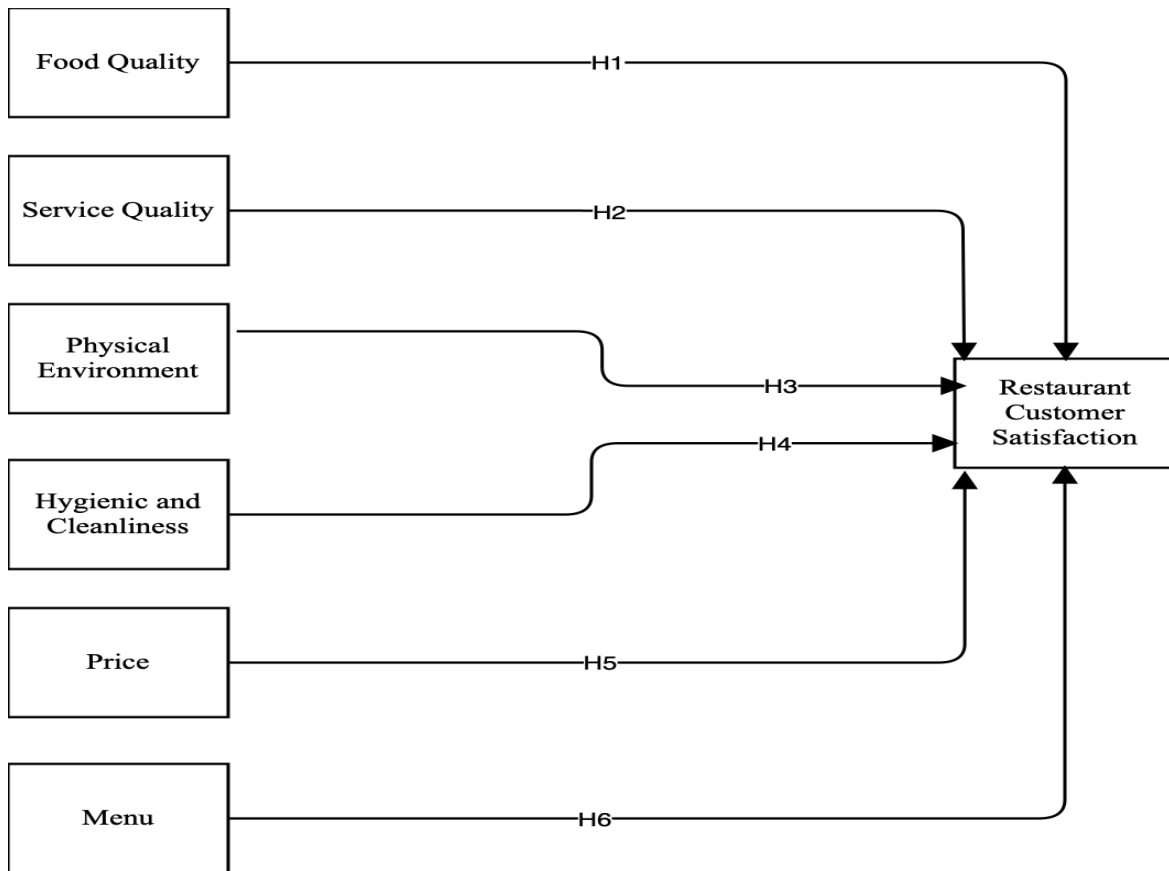 Food Quality
H1
Service Quality
H2
Physical
Environment
H3
Restaurant
Customer
Satisfaction
H4
Hygienic and
Cleanliness
Price
H5
Menu
H6